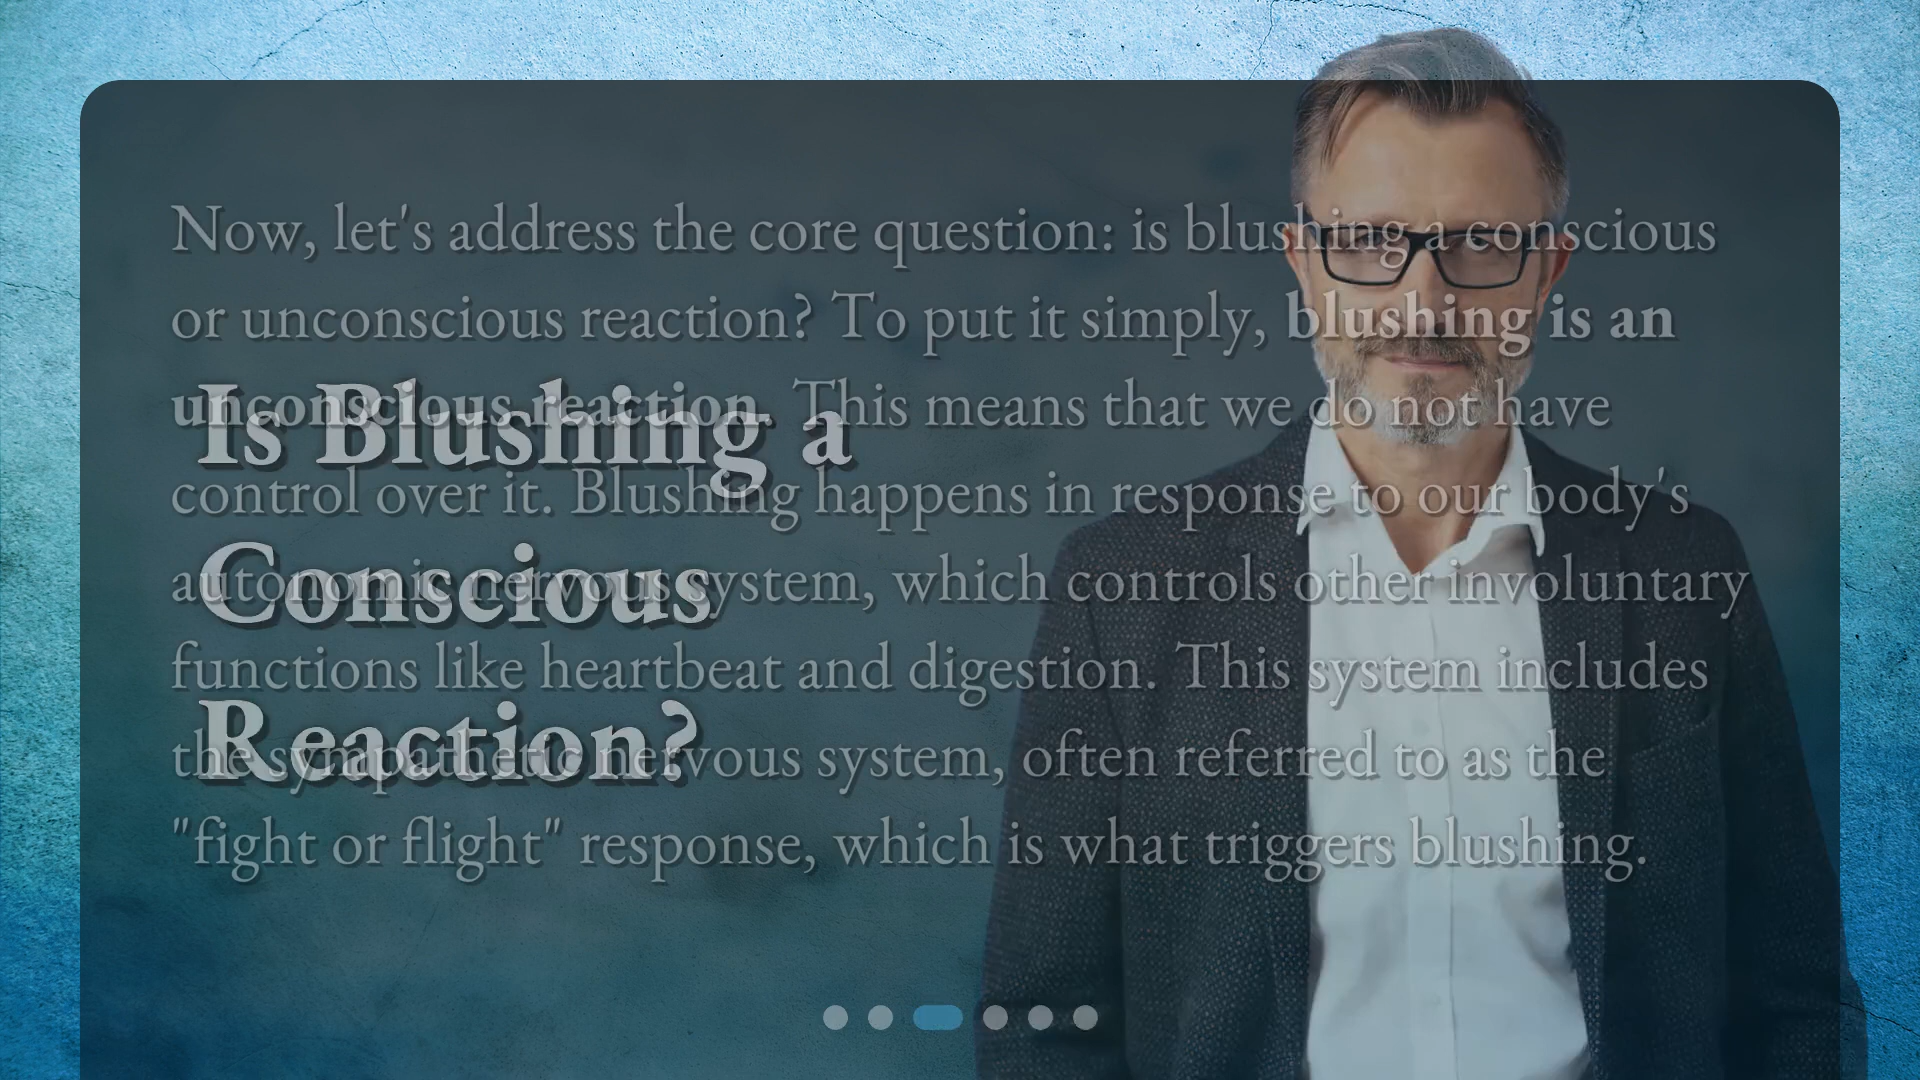 Now, let's address the core question: is blushing a conscious
or unconscious reaction? To put it simply, blushing is an
unconscious reaction. This means that we do not have
control over it. Blushing happens in response to our body's
autonomic nervous system, which controls other involuntary
functions like heartbeat and digestion. This system includes
the sympathetic nervous system, often referred to as the
"fight or flight" response, which is what triggers blushing.
Is Blushing a
Conscious
Reaction?